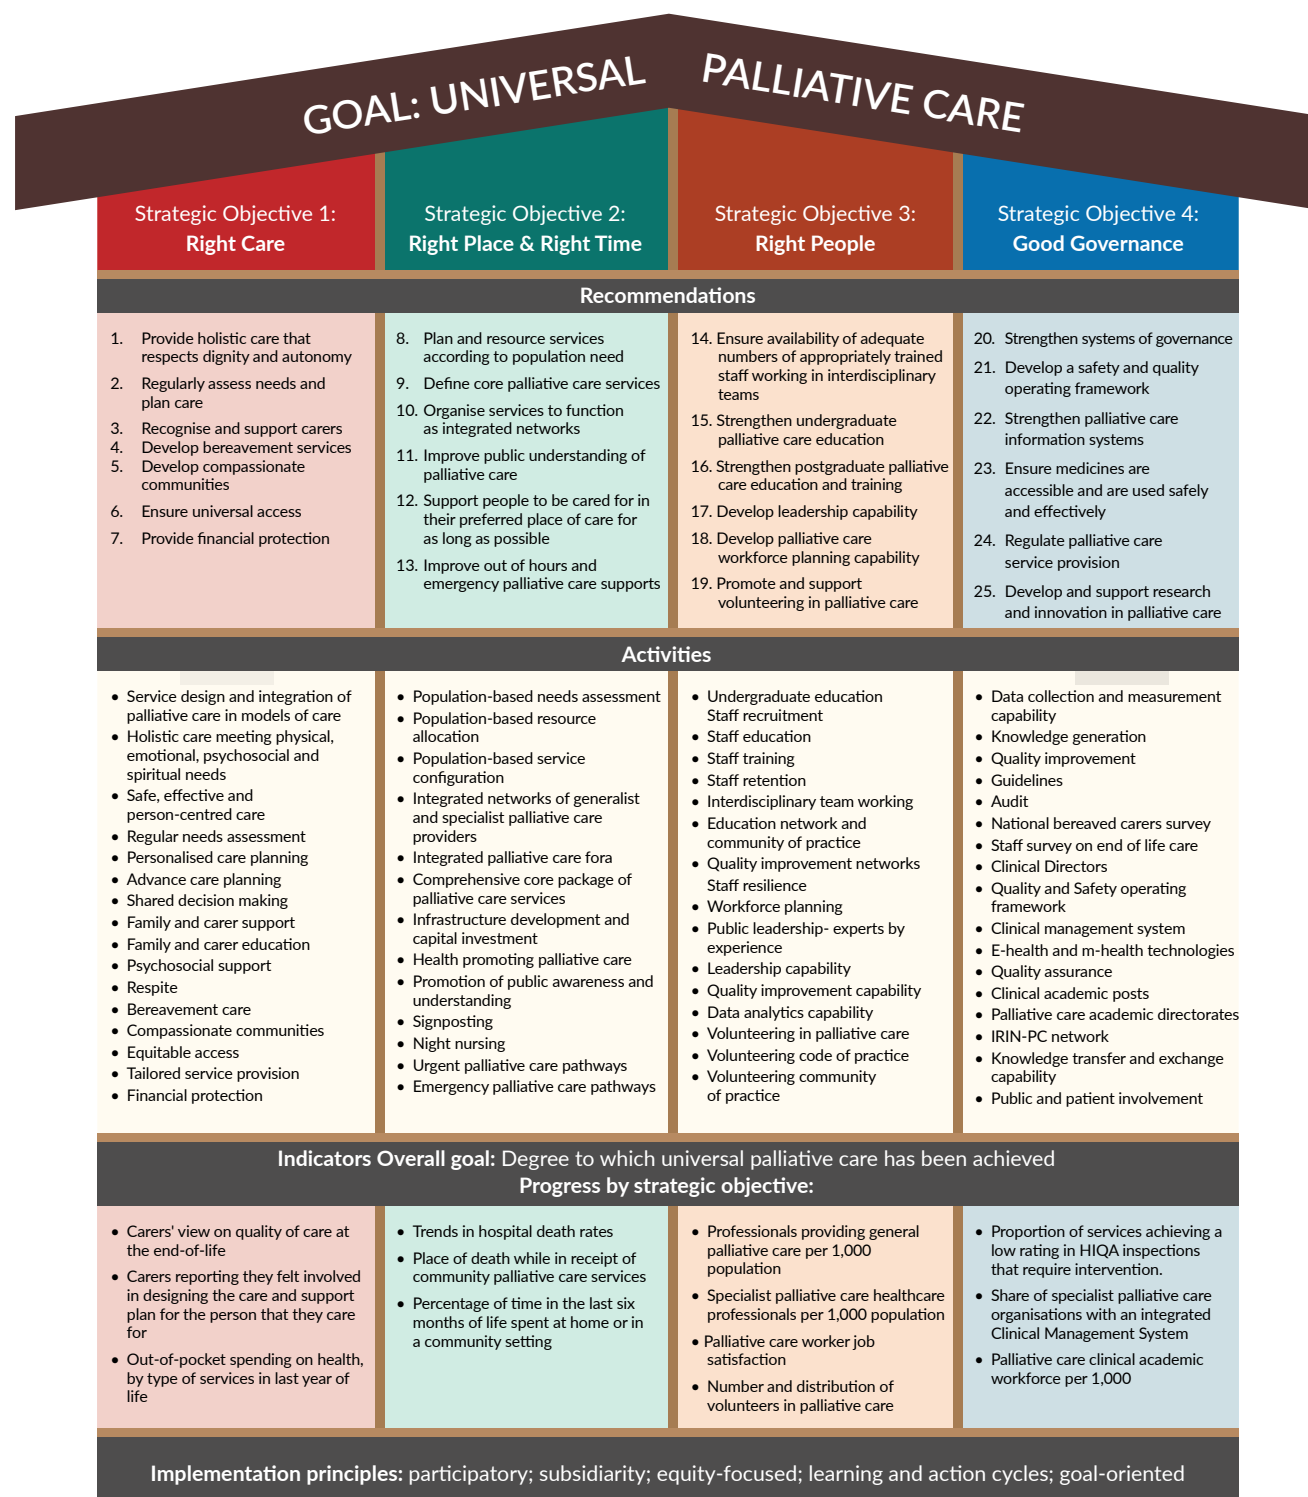 GOAL: UNIVERSAL PALLIATIVE CARE
Strategic Objective 1:
Right Care
Strategic Objective 2:
Right Place & Right Time
Strategic Objective 3:
Right People
Strategic Objective 4:
Good Governance
Recommendations
1. Provide holistic care that
respects dignity and autonomy
2. Regularly assess needs and
plan care
3. Recognise and support carers
4. Develop bereavement services
5. Develop compassionate
communities
6. Ensure universal access
7. Provide financial protection
8. Plan and resource services
according to population need
9. Define core palliative care services
10. Organise services to function
as integrated networks
11. Improve public understanding of
palliative care
12. Support people to be cared for in
their preferred place of care for
as long as possible
13. Improve out of hours and
emergency palliative care supports
14. Ensure availability of adequate
numbers of appropriately trained
staff working in interdisciplinary
teams
15. Strengthen undergraduate
palliative care education
16. Strengthen postgraduate palliative
care education and training
17. Develop leadership capability
18. Develop palliative care
workforce planning capability
19. Promote and support
volunteering in palliative care
20. Strengthen systems of governance
21. Develop a safety and quality
operating framework
22. Strengthen palliative care
information systems
23. Ensure medicines are
accessible and are used safely
and effectively
24. Regulate palliative care
service provision
25. Develop and support research
and innovation in palliative care
Activities
• Service design and integration of
palliative care in models of care
• Holistic care meeting physical,
emotional, psychosocial and
spiritual needs
• Safe, effective and
person-centred care
• Regular needs assessment
• Personalised care planning
• Advance care planning
• Shared decision making
• Family and carer support
• Family and carer education
• Psychosocial support
• Respite
• Bereavement care
• Compassionate communities
• Equitable access
• Tailored service provision
• Financial protection
• Population-based needs assessment
• Population-based resource
allocation
• Population-based service
configuration
• Integrated networks of generalist
and specialist palliative care
providers
• Integrated palliative care fora
• Comprehensive core package of
palliative care services
• Infrastructure development and
capital investment
• Health promoting palliative care
• Promotion of public awareness and
understanding
• Signposting
• Night nursing
• Urgent palliative care pathways
• Emergency palliative care pathways
• Undergraduate education
Staff recruitment
• Staff education
• Staff training
• Staff retention
• Interdisciplinary team working
• Education network and
community of practice
• Quality improvement networks
Staff resilience
• Workforce planning
• Public leadership- experts by
experience
• Leadership capability
• Quality improvement capability
• Data analytics capability
• Volunteering in palliative care
• Volunteering code of practice
• Volunteering community
of practice
• Data collection and measurement
capability
• Knowledge generation
• Quality improvement
• Guidelines
• Audit
• National bereaved carers survey
• Staff survey on end of life care
• Clinical Directors
• Quality and Safety operating
framework
• Clinical management system
• E-health and m-health technologies
• Quality assurance
• Clinical academic posts
• Palliative care academic directorates
• IRIN-PC network
• Knowledge transfer and exchange
capability
• Public and patient involvement
Indicators Overall goal: Degree to which universal palliative care has been achieved
Progress by strategic objective:
• Carers' view on quality of care at
the end-of-life
• Carers reporting they felt involved
in designing the care and support
plan for the person that they care
for
• Out-of-pocket spending on health,
by type of services in last year of
life
• Trends in hospital death rates
• Place of death while in receipt of
community palliative care services
• Percentage of time in the last six
months of life spent at home or in
a community setting
• Professionals providing general
palliative care per 1,000
population
• Specialist palliative care healthcare
professionals per 1,000 population
• Palliative care worker job
satisfaction
• Number and distribution of
volunteers in palliative care
• Proportion of services achieving a
low rating in HIQA inspections
that require intervention.
• Share of specialist palliative care
organisations with an integrated
Clinical Management System
• Palliative care clinical academic
workforce per 1,000
Implementation principles: participatory; subsidiarity; equity-focused; learning and action cycles; goal-oriented